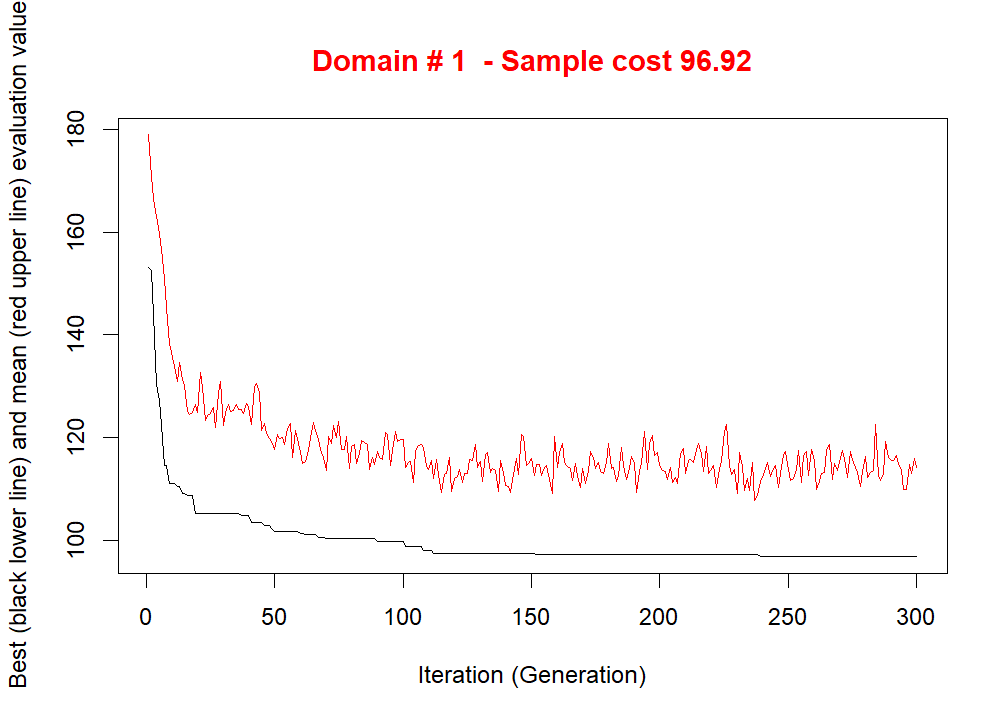 Domain # 1  - Sample cost 96.92
Best (black lower line) and mean (red upper line) evaluation value
180
160
140
120
100
0 50 100 150 200 250 300
Iteration (Generation)